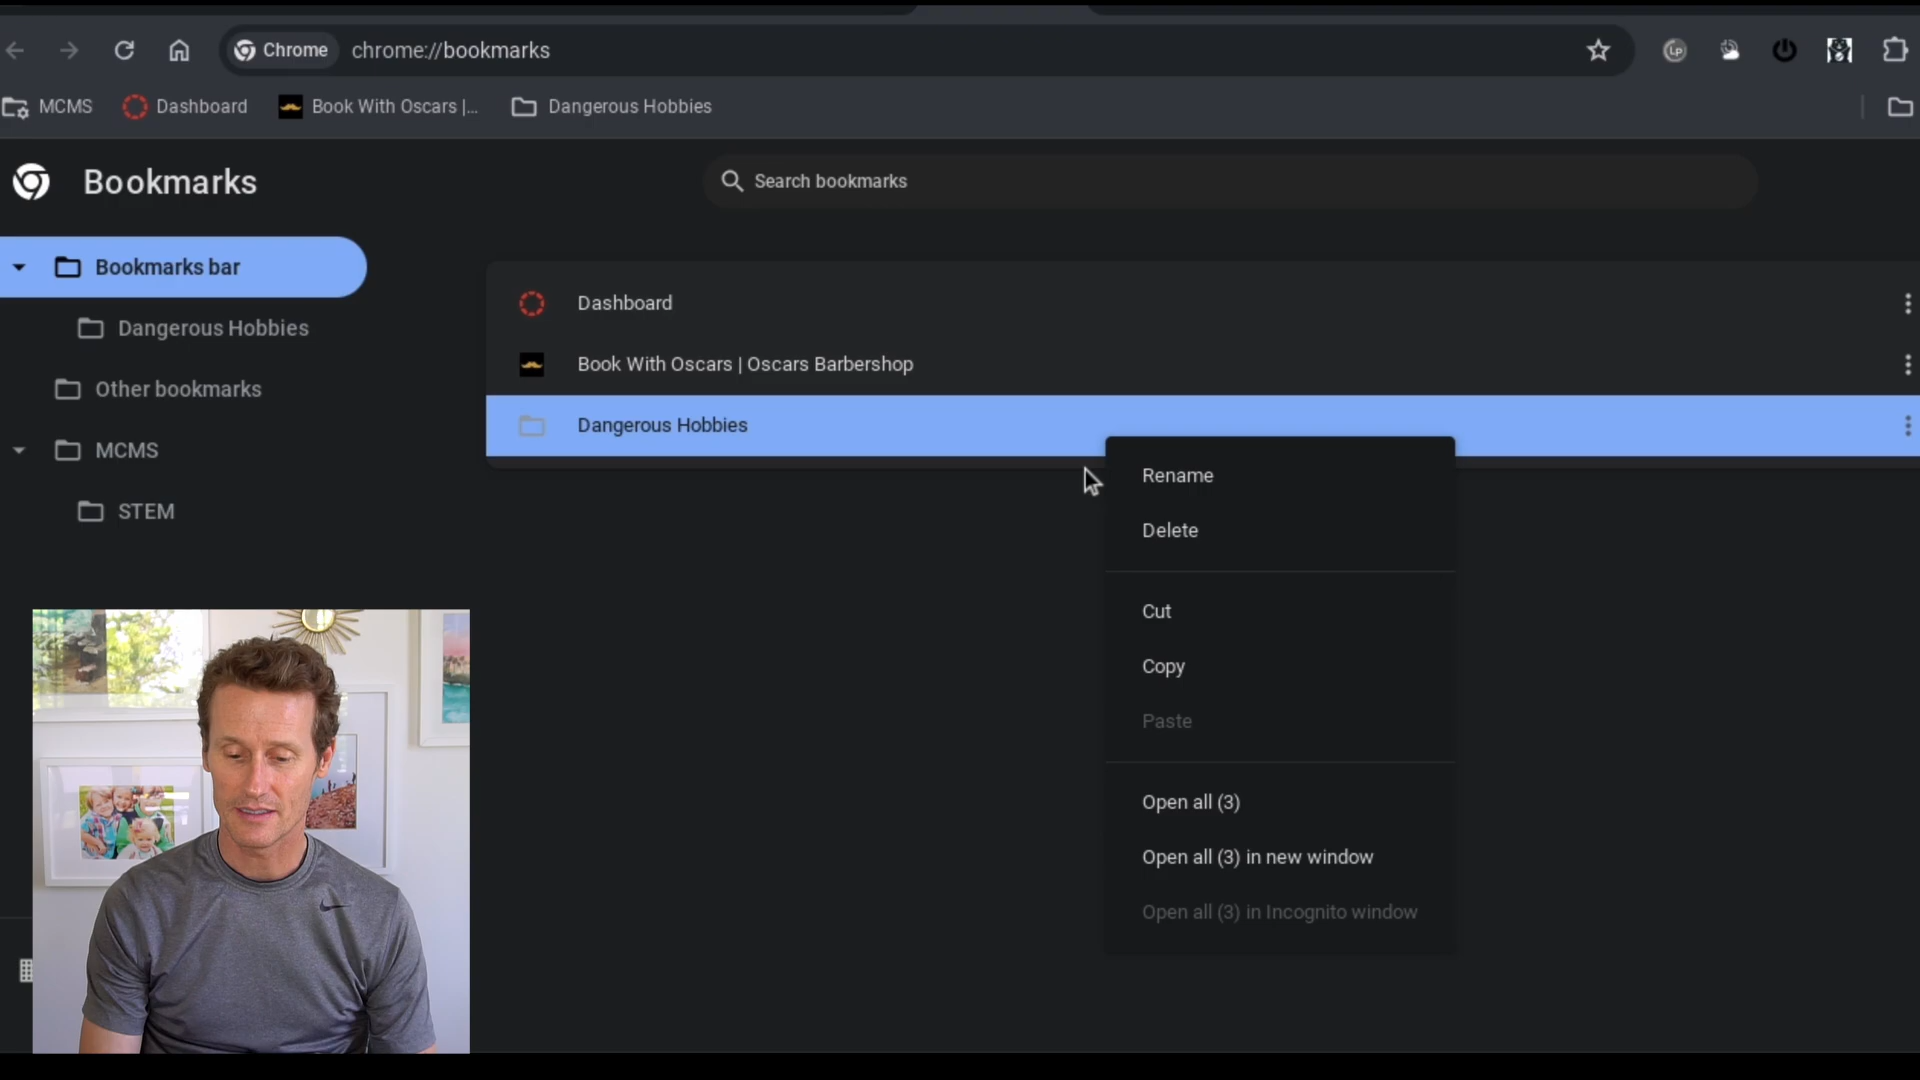 Chrome chrome://bookmarks
MCMS Dashboard Book With Oscars |... Dangerous Hobbies
Bookmarks
Search bookmarks
Bookmarks bar
Dangerous Hobbies
Other bookmarks
MCMS
STEM
Dashboard
Book With Oscars | Oscars Barbershop
Dangerous Hobbies
Rename
Delete
Cut
Copy
Paste
Open all (3)
Open all (3) in new window
Open all (3) in Incognito window